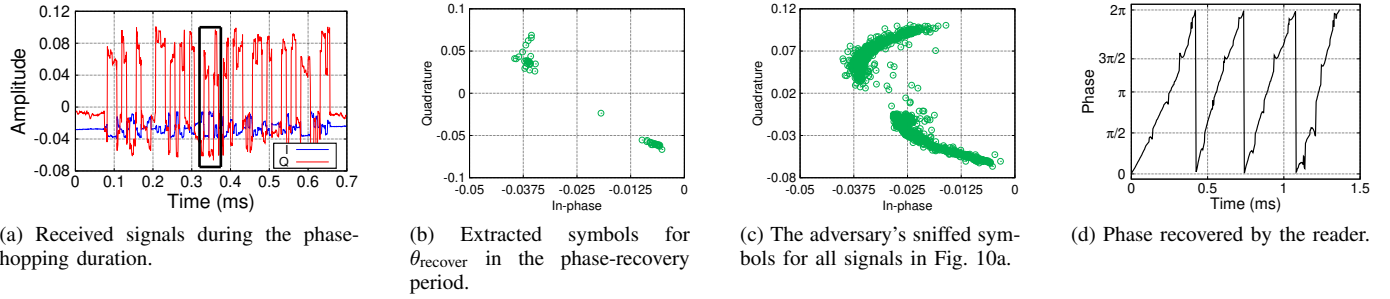 0.12
0.08
0.04
0
-0.04
-0.08
Amplitude
I
Q
0 0.1 0.2 0.3 0.4 0.5 0.6 0.7
Time (ms)
(a) Received signals during the phase-
hopping duration.
0.1
0.05
0
-0.05
-0.1
Quadrature
-0.05 -0.0375 -0.025 -0.0125 0
In-phase
(b) Extracted symbols for
θrecover in the phase-recovery
period.
0.11
0.08
0.05
0.02
-0.03
-0.06
-0.08
Quadrature
-0.05 -0.0375 -0.025 -0.0125 0
In-phase
(c) The adversary's sniffed sym-
bols for all signals in Fig. 10a.
2π
3π/2
π
π/2
0
Phase
0 0.5 1 1.5
Time (ms)
(d) Phase recovered by the reader.